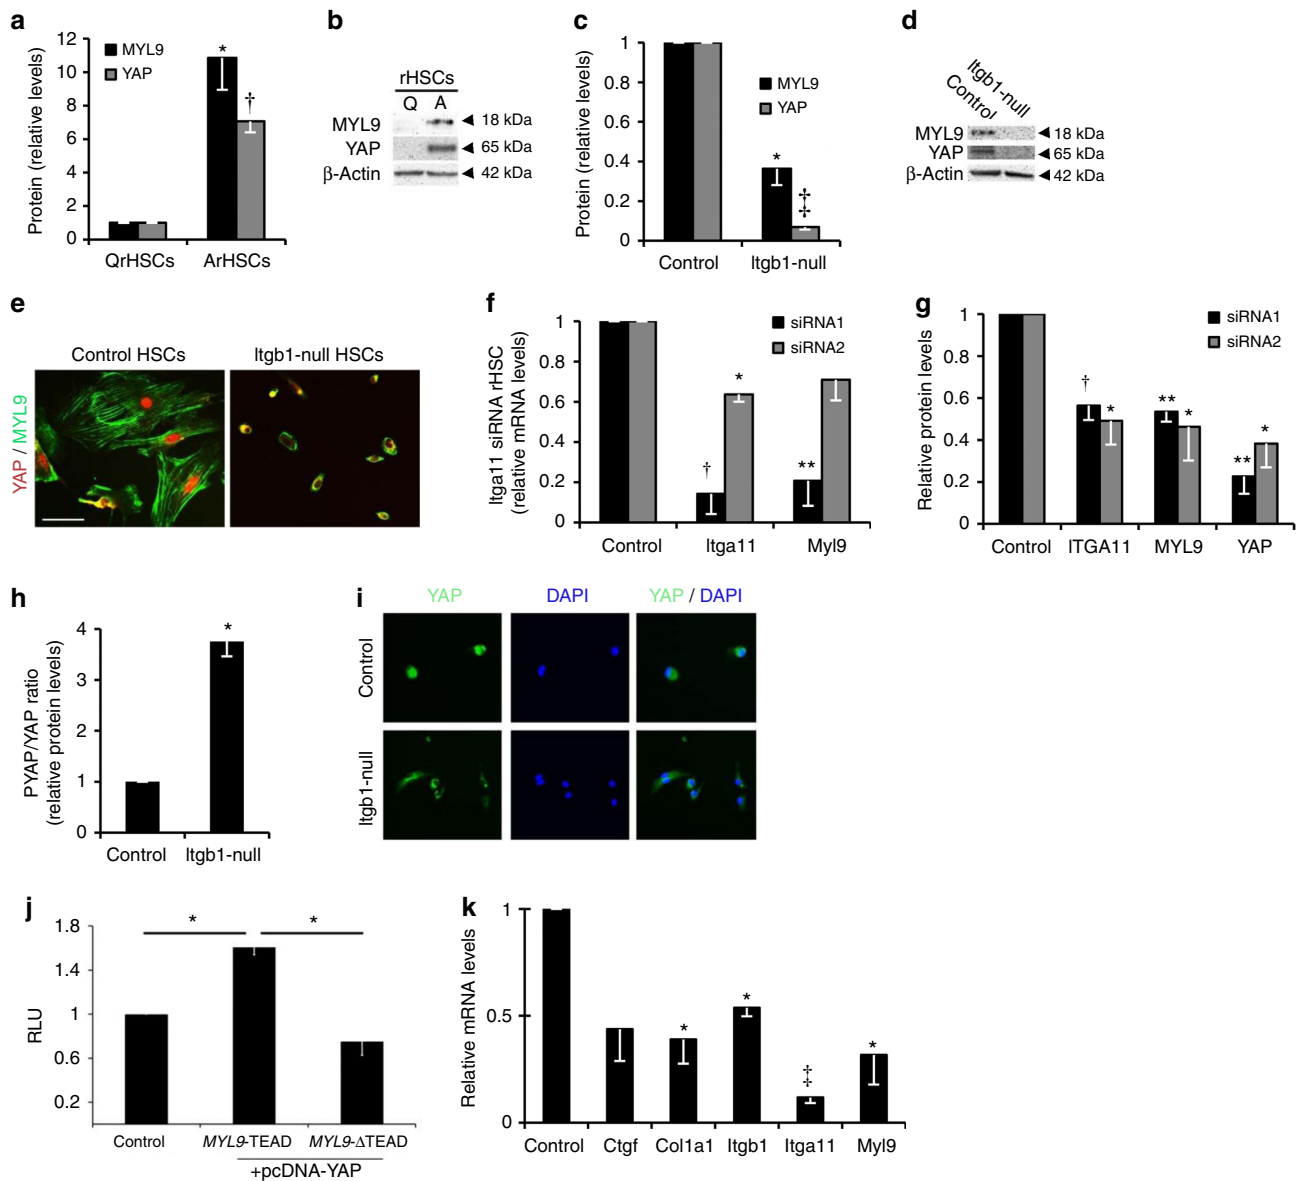 a
Protein (relative levels)
12
10
8
6
4
2
0
MYL9
YAP
*
†
QrHSCs
ArHSCs
b
rHSCs
Q A
MYL9
18 kDa
YAP
65 kDa
β-Actin
42 kDa
c
Protein (relative levels)
1
0.8
0.6
0.4
0.2
0
MYL9
YAP
*
‡
Control
Itgb1-null
d
Control
Itgb1-null
MYL9
18 kDa
YAP
65 kDa
β-Actin
42 kDa
e
Control HSCs
Itgb1-null HSCs
YAP / MYL9
f
Itga11 siRNA rHSC
(relative mRNA levels)
1
0.8
0.6
0.4
0.2
0
siRNA1
siRNA2
†
*
**
Control
Itga11
Myl9
g
Relative protein levels
1
0.8
0.6
0.4
0.2
0
siRNA1
siRNA2
†
*
**
*
**
*
Control
ITGA11
MYL9
YAP
h
PYAP/YAP ratio
(relative protein levels)
4
3
2
1
0
*
Control
Itgb1-null
i
YAP
DAPI
YAP / DAPI
Control
Itgb1-null
j
RLU
1.8
1.4
1
0.6
0.2
*
*
Control
MYL9-TEAD
MYL9-ΔTEAD
+pcDNA-YAP
k
Relative mRNA levels
1
0.5
0
*
*
‡
*
Control
Ctgf
Col1a1
Itgb1
Itga11
Myl9